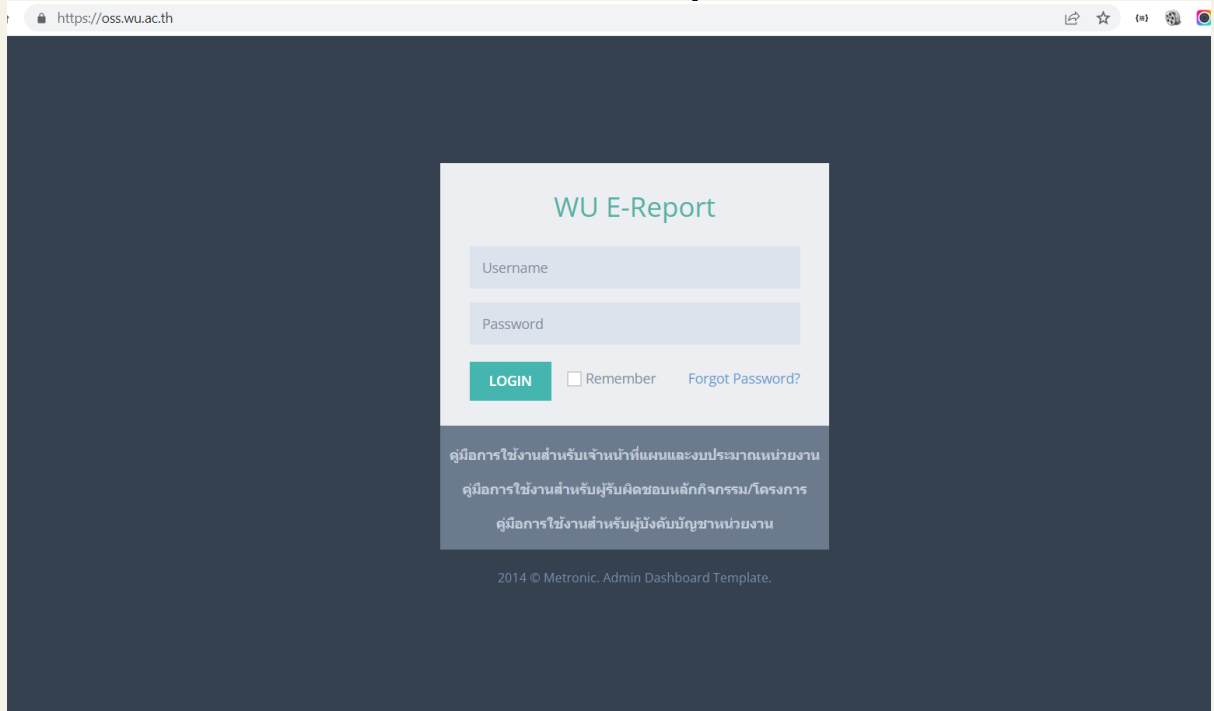 https://oss.wu.ac.th
WU E-Report
Username
Password
LOGIN Remember Forgot Password?
คู่มือการใช้งานสำหรับเจ้าหน้าที่แผนและงบประมาณหน่วยงาน
คู่มือการใช้งานสำหรับผู้รับผิดชอบหลักกิจกรรม/โครงการ
คู่มือการใช้งานสำหรับผู้บังคับบัญชาหน่วยงาน
2014 © Metronic. Admin Dashboard Template.